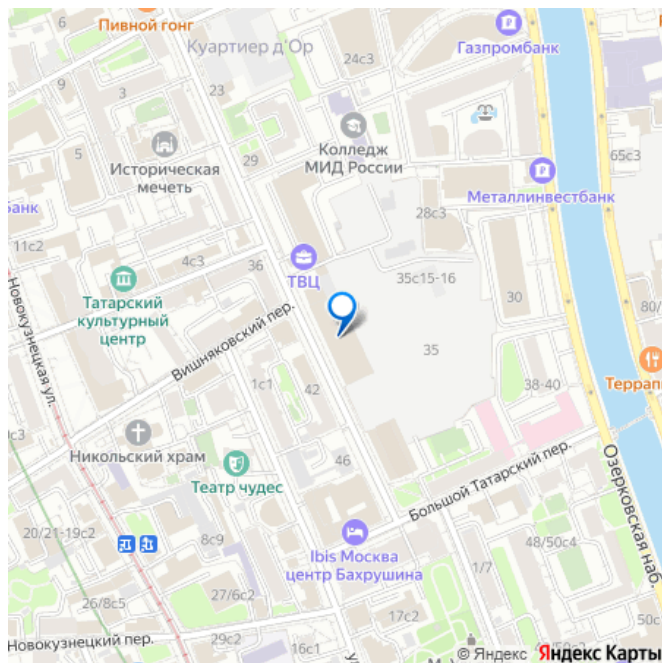 Пивной гонг
Куартиер д'Ор
24с3
Газпромбанк
9
3
23
5
Историческая
мечеть
29
Колледж
МИД России
65с3
Металлинвестбанк
28с3
Банк
11с2
4с3
36
ТВЦ
35с15-16
30
80/
Татарский
культурный
центр
Новокузнецкая ул.
Вишняковский пер.
35
1с1
42
38-40
Террап
Никольский храм
46
Театр чудес
Большой Татарский пер.
Озерковская наб.
20/21-19с2
8с9
Ibis Москва
центр Бахрушина
48/50с4
1/7
27/6с2
26/8с5
17с2
29с2
Новокузнецкий пер.
50с
© Яндекс Яндекс Карты